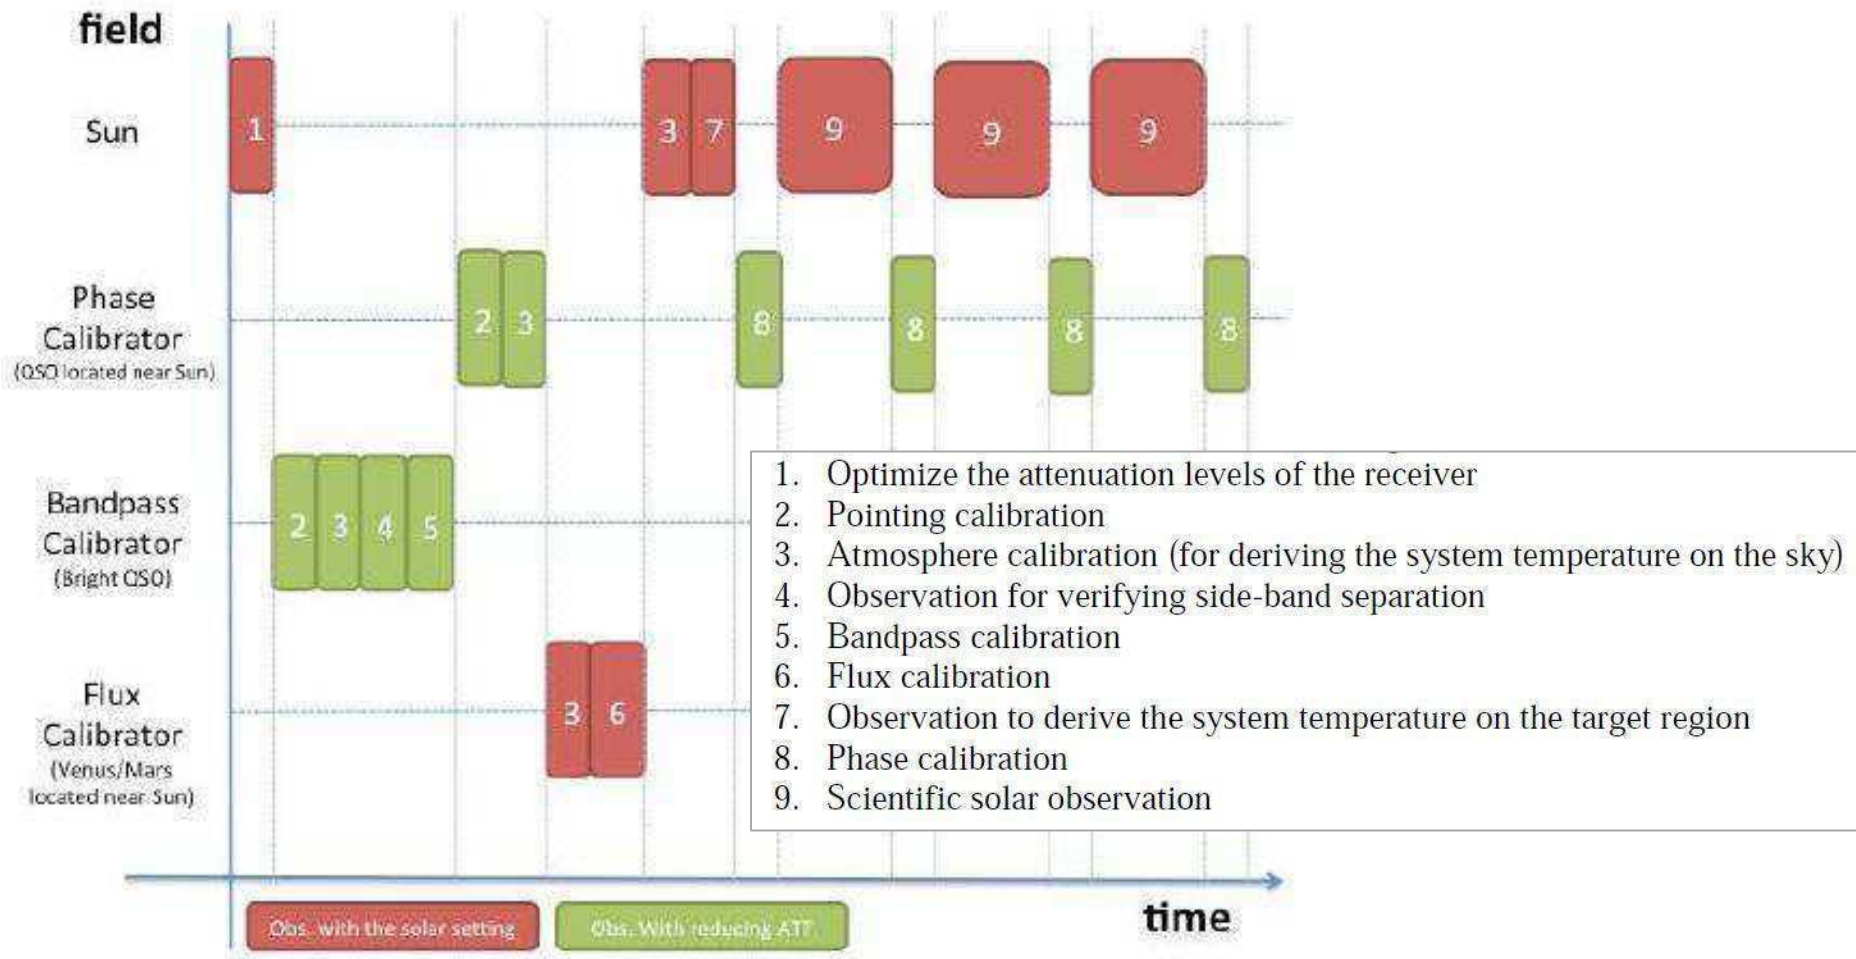 field
Sun
1
3
7
9
9
9
Phase
Calibrator
(QSO located near Sun)
2
3
8
8
8
8
Bandpass
Calibrator
(Bright QSO)
2
3
4
5
Flux
Calibrator
(Venus/Mars
located near Sun)
3
6
1. Optimize the attenuation levels of the receiver
2. Pointing calibration
3. Atmosphere calibration (for deriving the system temperature on the sky)
4. Observation for verifying side-band separation
5. Bandpass calibration
6. Flux calibration
7. Observation to derive the system temperature on the target region
8. Phase calibration
9. Scientific solar observation
time
Obs. with the solar setting
Obs. With reducing ATT